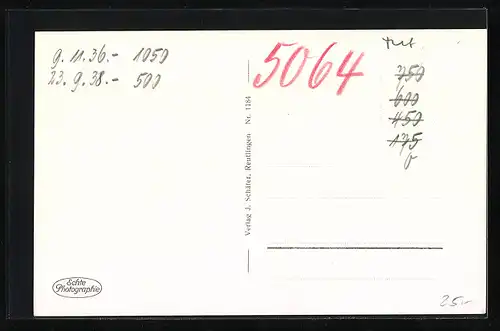 9.11.36.- 1050
23.9.38.- 500
5064
750
600
450
175
Verlag J. Schäfer, Reutlingen Nr. 1184
Echte
Photographie
25.-